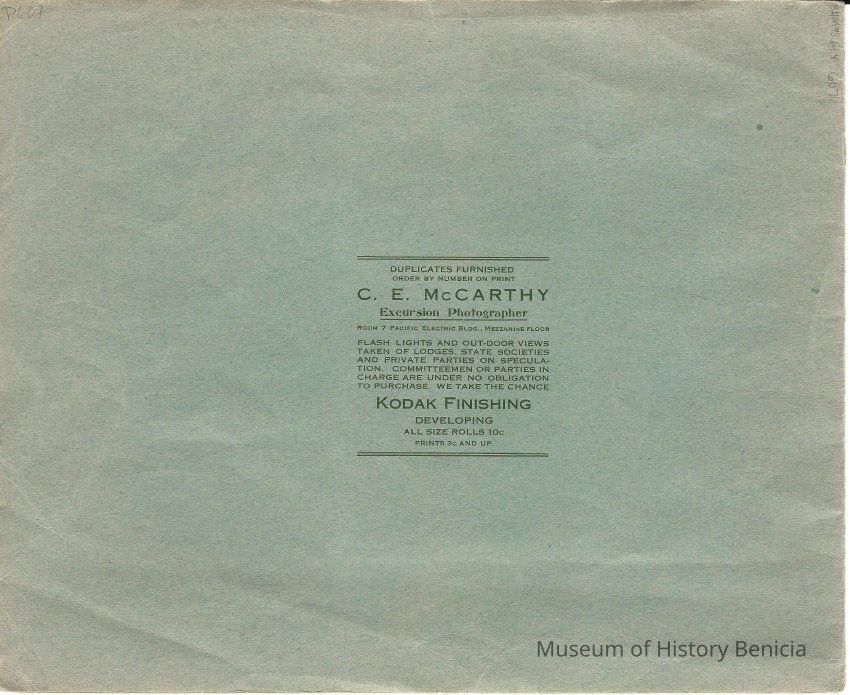 P607
DUPLICATES FURNISHED
ORDER BY NUMBER ON PRINT
C. E. McCARTHY
Excursion Photographer
ROOM 7 PACIFIC ELECTRIC BLDG., MEZZANINE FLOOR
FLASH LIGHTS AND OUT-DOOR VIEWS
TAKEN OF LODGES, STATE SOCIETIES
AND PRIVATE PARTIES ON SPECULA-
TION. COMMITTEEMEN OR PARTIES IN
CHARGE ARE UNDER NO OBLIGATION
TO PURCHASE. WE TAKE THE CHANCE
KODAK FINISHING
DEVELOPING
ALL SIZE ROLLS 10c
PRINTS 3c AND UP
Museum of History Benicia